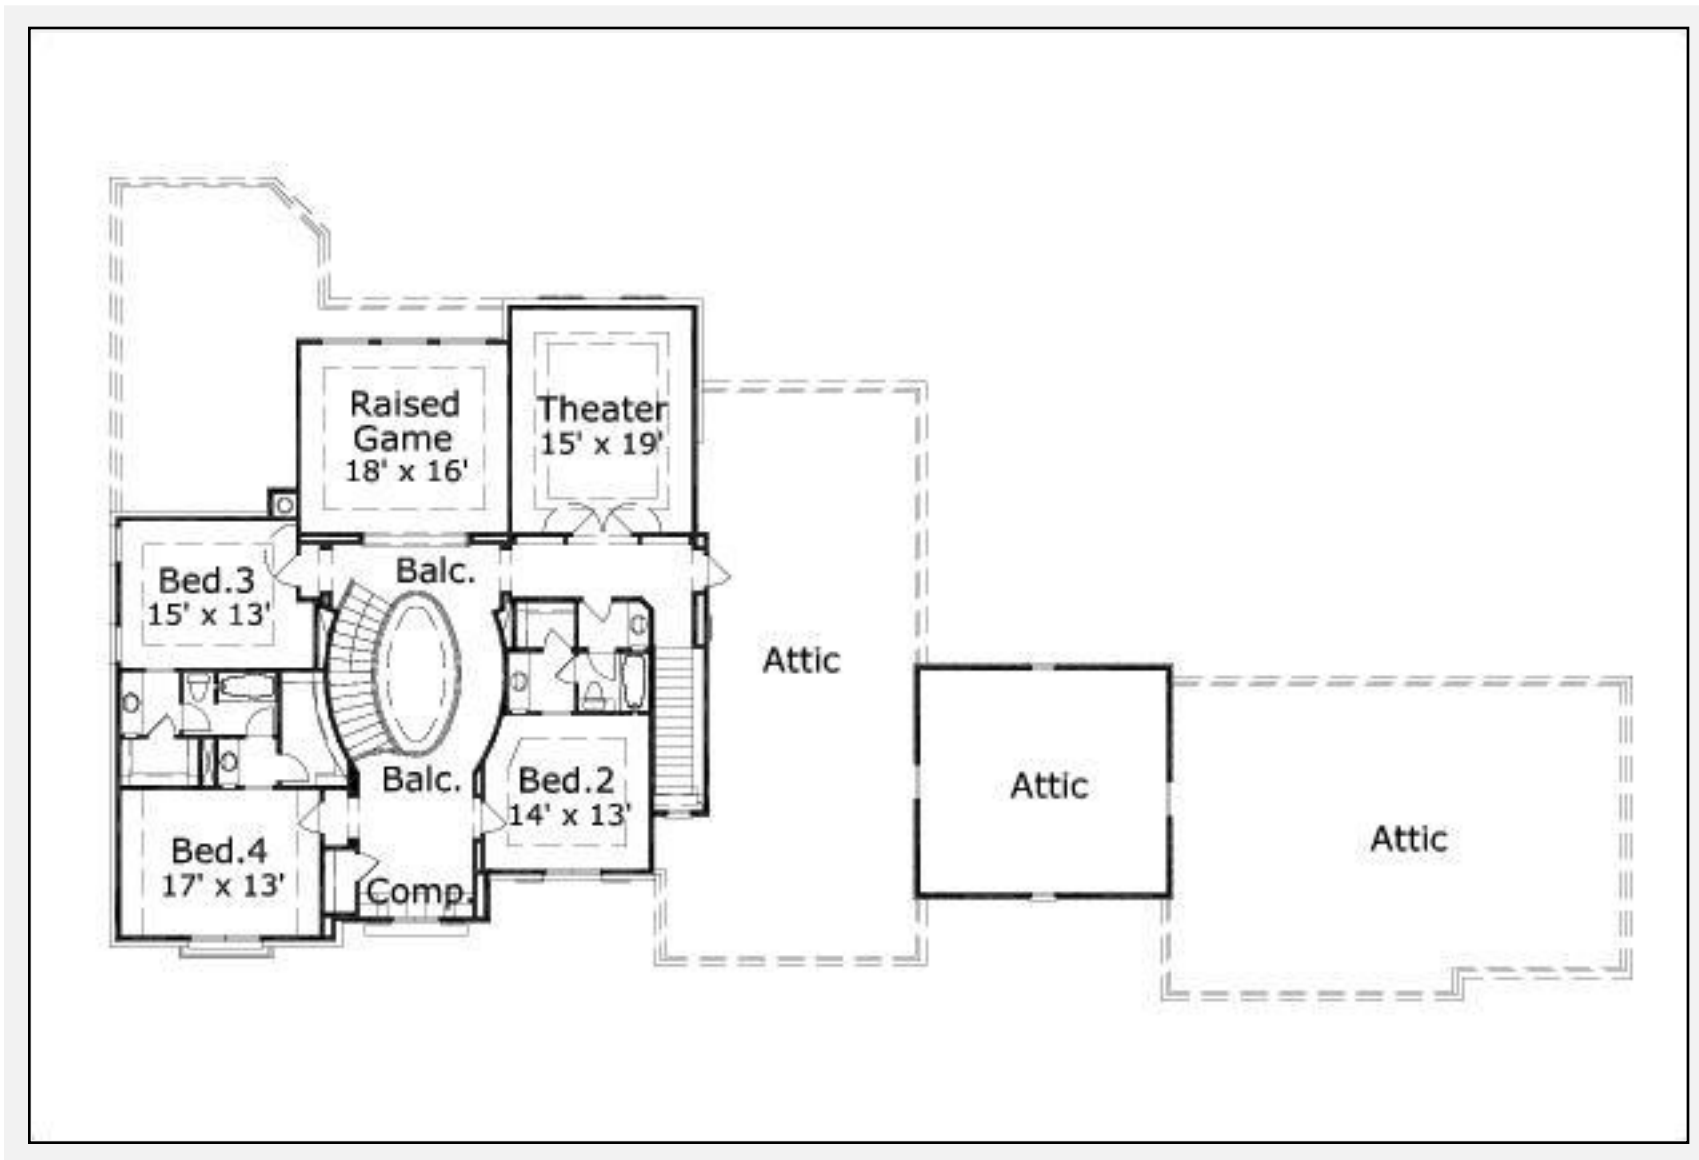 Raised
Game
18' x 16'
Theater
15' x 19'
Balc.
Bed.3
15' x 13'
Attic
Balc.
Bed.2
14' x 13'
Attic
Attic
Bed.4
17' x 13'
Comp.